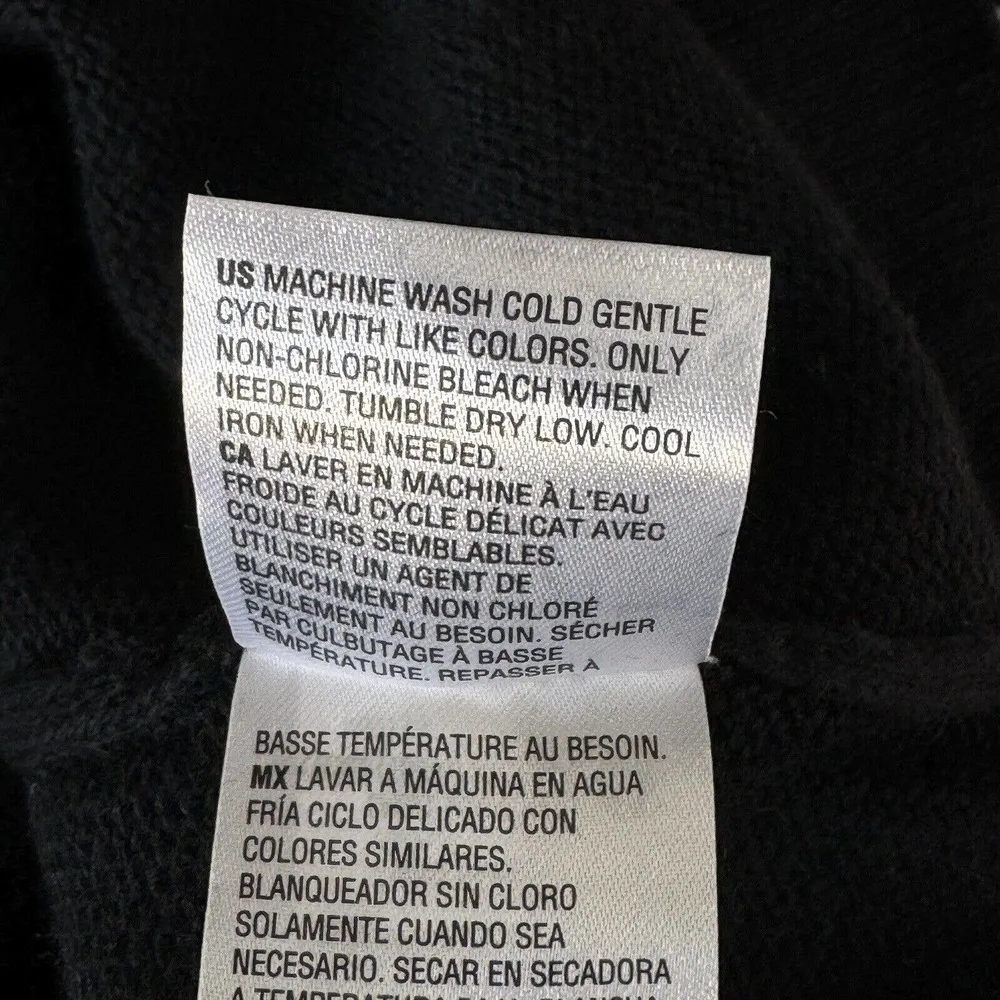 US MACHINE WASH COLD GENTLE
CYCLE WITH LIKE COLORS. ONLY
NON-CHLORINE BLEACH WHEN
NEEDED. TUMBLE DRY LOW. COOL
IRON WHEN NEEDED.
CA LAVER EN MACHINE À L'EAU
FROIDE AU CYCLE DÉLICAT AVEC
COULEURS SEMBLABLES.
UTILISER UN AGENT DE
BLANCHIMENT NON CHLORÉ
SEULEMENT AU BESOIN. SÉCHER
PAR CULBUTAGE À BASSE
TEMPÉRATURE. REPASSER À
BASSE TEMPÉRATURE AU BESOIN.
MX LAVAR A MÁQUINA EN AGUA
FRÍA CICLO DELICADO CON
COLORES SIMILARES.
BLANQUEADOR SIN CLORO
SOLAMENTE CUANDO SEA
NECESARIO. SECAR EN SECADORA
A TEMPERATURA